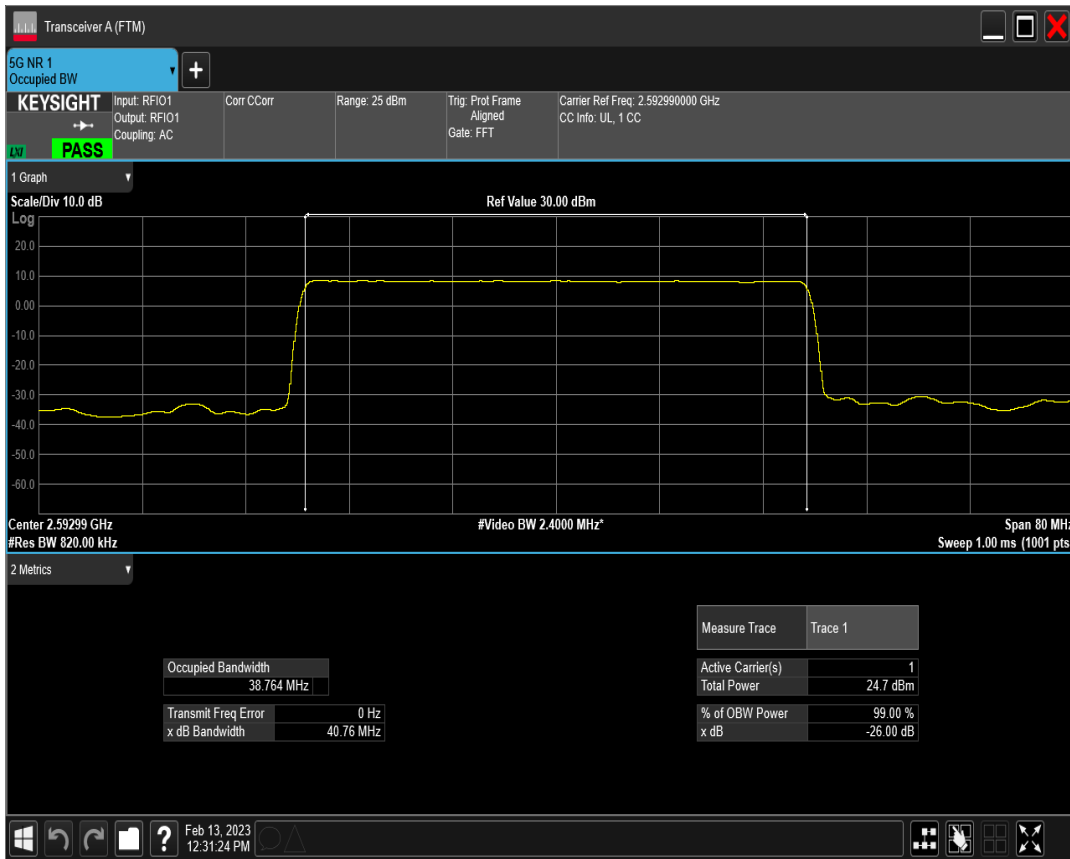 Transceiver A (FTM)
5G NR 1
Occupied BW
+
KEYSIGHT
LXI
PASS
Input: RFIO1
Output: RFIO1
Coupling: AC
Corr CCorr
Range: 25 dBm
Trig: Prot Frame
Aligned
Gate: FFT
Carrier Ref Freq: 2.592990000 GHz
CC Info: UL, 1 CC
1 Graph
Scale/Div 10.0 dB
Ref Value 30.00 dBm
Log
20.0
10.0
0.00
-10.0
-20.0
-30.0
-40.0
-50.0
-60.0
Center 2.59299 GHz
#Video BW 2.4000 MHz*
Span 80 MHz
#Res BW 820.00 kHz
Sweep 1.00 ms (1001 pts
2 Metrics
Measure Trace Trace 1
Occupied Bandwidth
38.764 MHz
Active Carrier(s) 1
Total Power 24.7 dBm
Transmit Freq Error 0 Hz
x dB Bandwidth 40.76 MHz
% of OBW Power 99.00 %
x dB -26.00 dB
?
Feb 13, 2023
12:31:24 PM